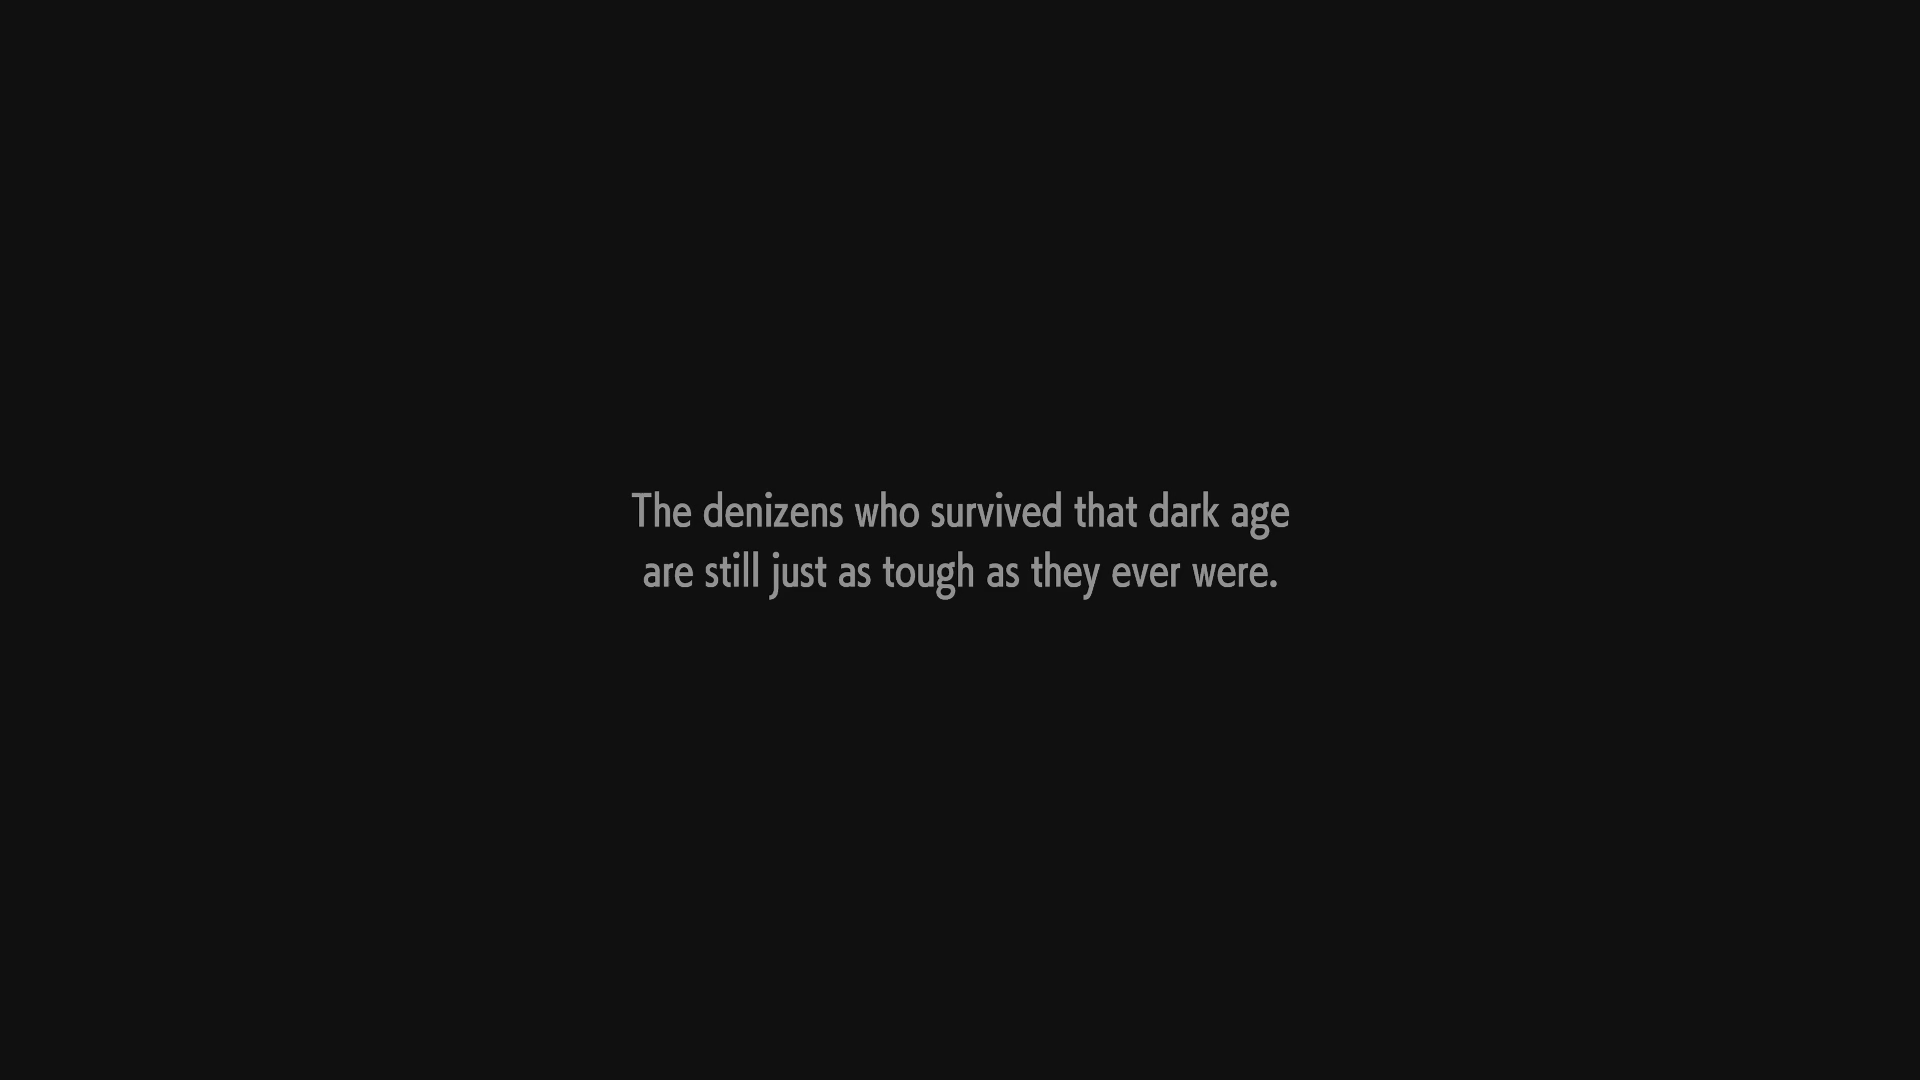 The denizens who survived that dark age
are still just as tough as they ever were.